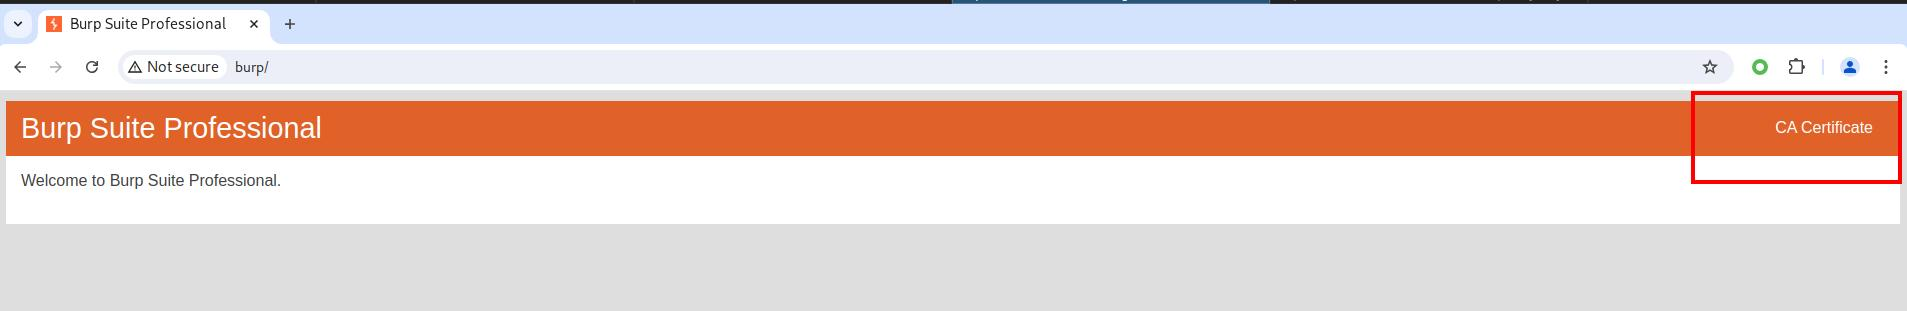 Burp Suite Professional
Not secure burp/
Burp Suite Professional
CA Certificate
Welcome to Burp Suite Professional.